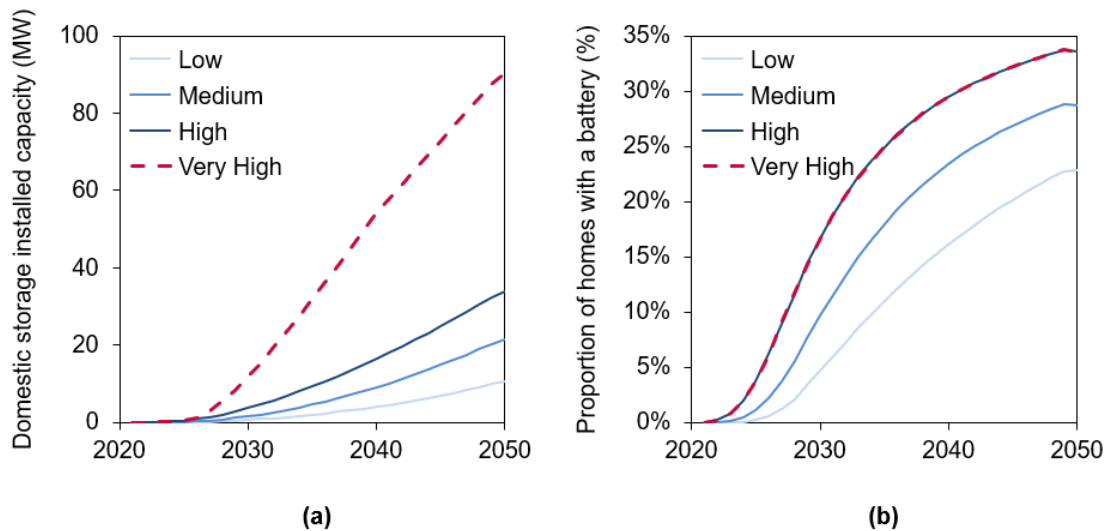 Domestic storage installed capacity (MW)
100
80
60
40
20
0
Low
Medium
High
Very High
2020
2030
2040
2050
(a)
Proportion of homes with a battery (%)
35%
30%
25%
20%
15%
10%
5%
0%
Low
Medium
High
Very High
2020
2030
2040
2050
(b)